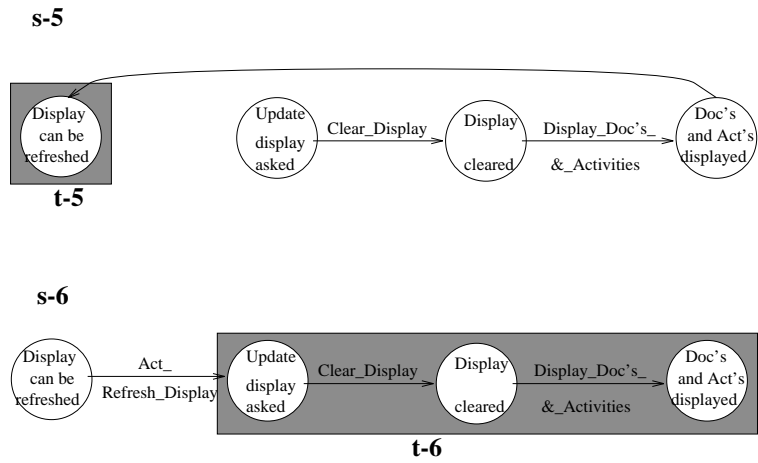 s-5
Display
can be
refreshed
t-5
Update
display
asked
Clear_Display
Display
cleared
Display_Doc's_
&_Activities
Doc's
and Act's
displayed
s-6
Display
can be
refreshed
Act_
Refresh_Display
Update
display
asked
Clear_Display
Display
cleared
Display_Doc's_
&_Activities
Doc's
and Act's
displayed
t-6